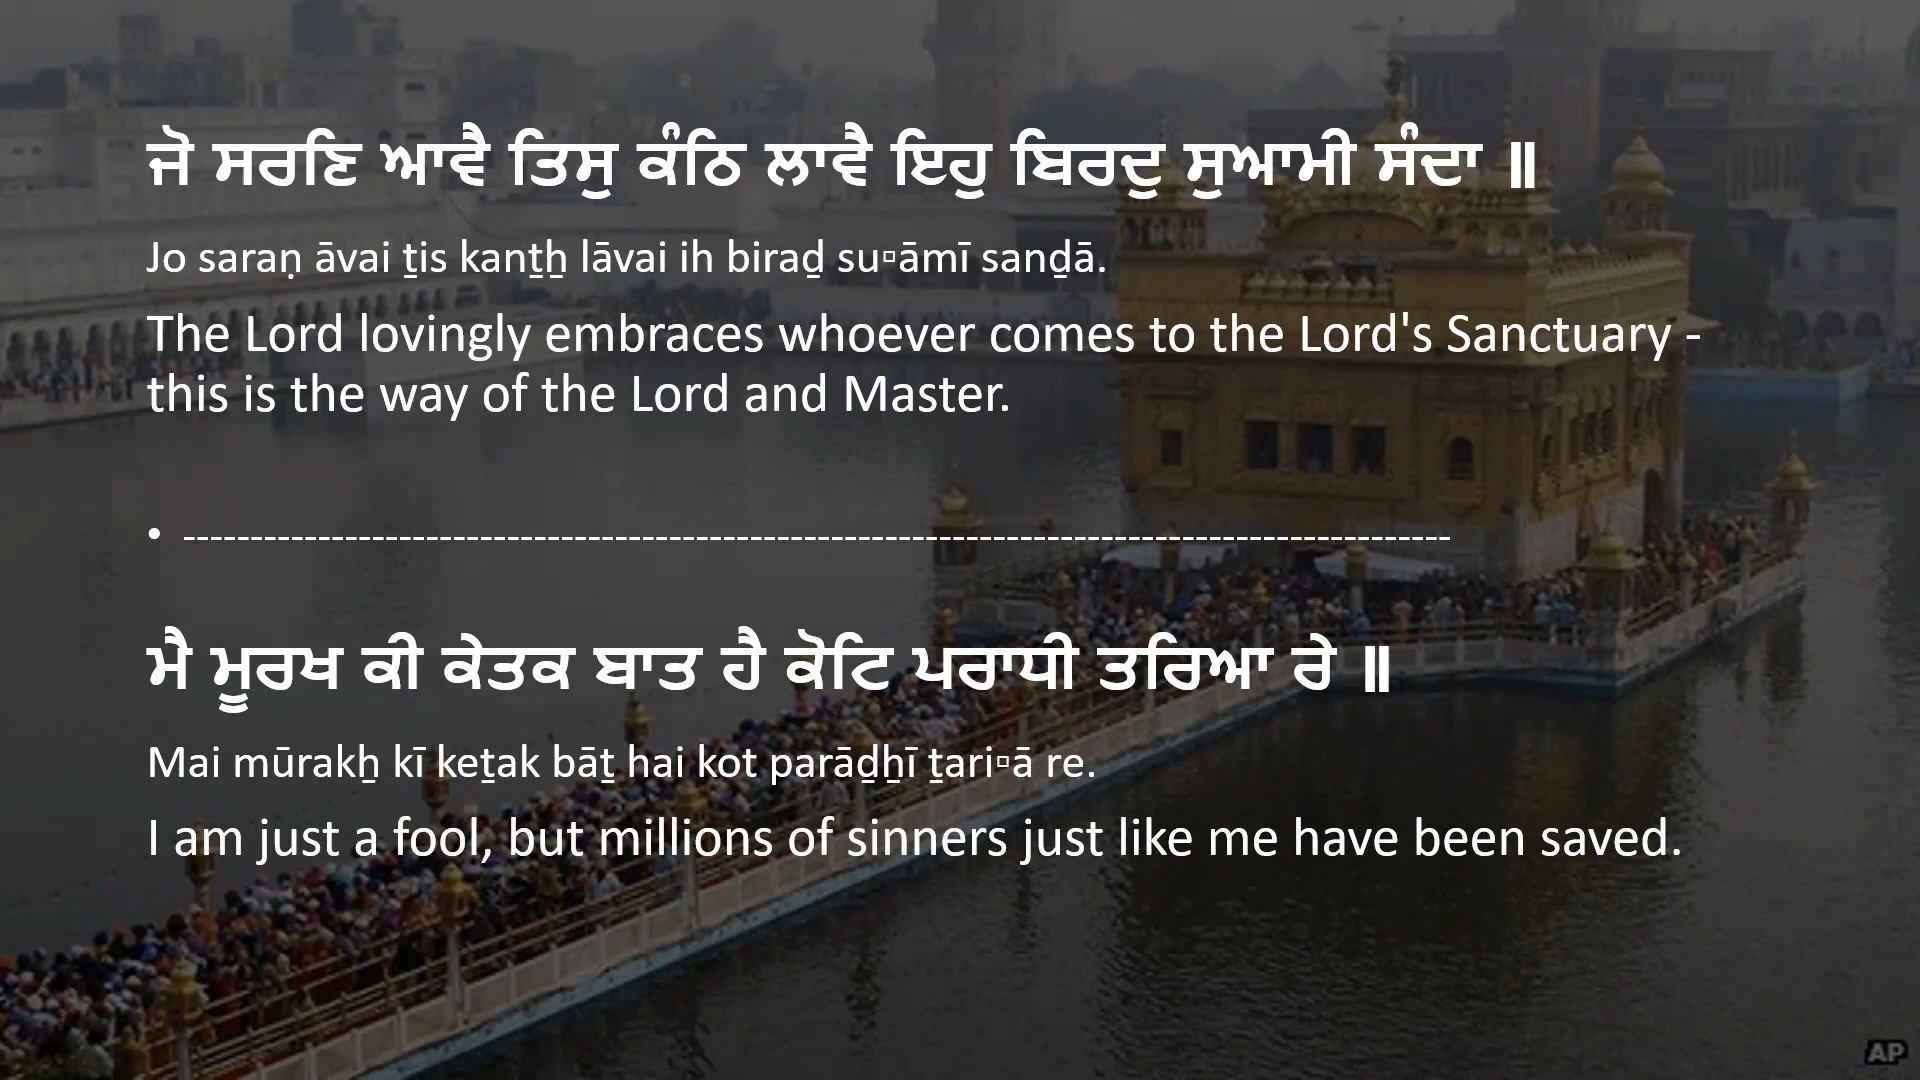 ਜੋ ਸਰਣਿ ਆਵੈ ਤਿਸੁ ਕੰਠਿ ਲਾਵੈ ਇਹੁ ਬਿਰਦੁ ਸੁਆਮੀ ਸੰਦਾ ॥
Jo saraṇ āvai ṯis kanṯẖ lāvai ih biraḏ su▫āmī sanḏā.
The Lord lovingly embraces whoever comes to the Lord's Sanctuary -
this is the way of the Lord and Master.
• ----------------------------------------------------------------------------------------------
ਮੈ ਮੂਰਖ ਕੀ ਕੇਤਕ ਬਾਤ ਹੈ ਕੋਟਿ ਪਰਾਧੀ ਤਰਿਆ ਰੇ ॥
Mai mūrakẖ kī keṯak bāṯ hai kot parāḏẖī ṯari▫ā re.
I am just a fool, but millions of sinners just like me have been saved.
AP